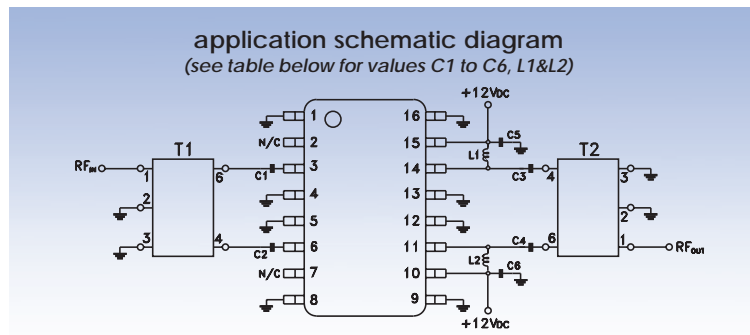 application schematic diagram
(see table below for values C1 to C6, L1&L2)
+12VDC
1 16
N/C 2 15 C5
T1 L1 T2
RFIN 1 6 C1 3 14 C3 4 3
2 4 13
5 12 2
3 4 C2 6 11 C4 6 1 RFOUT
L2
N/C 7 10 C6
8 9
+12VDC